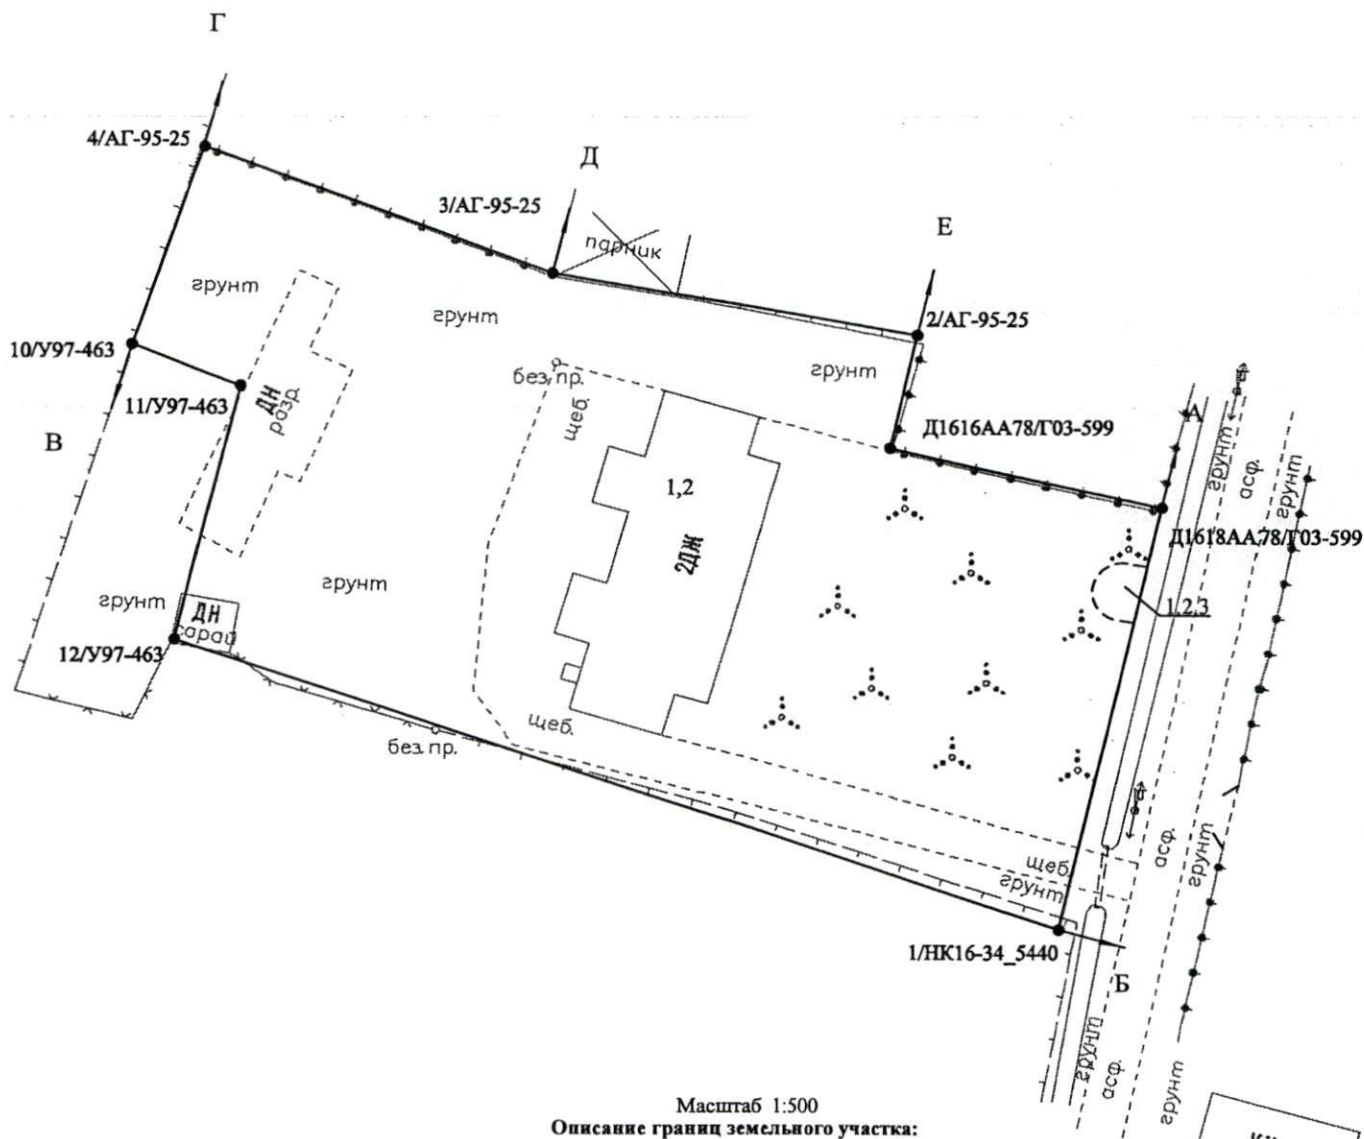 Г
4/АГ-95-25
Д
3/АГ-95-25
парник
Е
2/АГ-95-25
грунт
грунт
грунт
10/У97-463
без. пр.
щеб.
11/У97-463
ДН
разр.
В
Д1616АА78/Г03-599
А
грунт
асф.
грунт
1,2
2ДЖ
Д1618АА78/Г03-599
грунт
грунт
1,2,3
ДН
сарай
12/У97-463
щеб.
без. пр.
щеб.
грунт
асф.
грунт
1/НК16-34_5440
Б
грунт
асф.
грунт
Масштаб 1:500
Описание границ земельного участка: